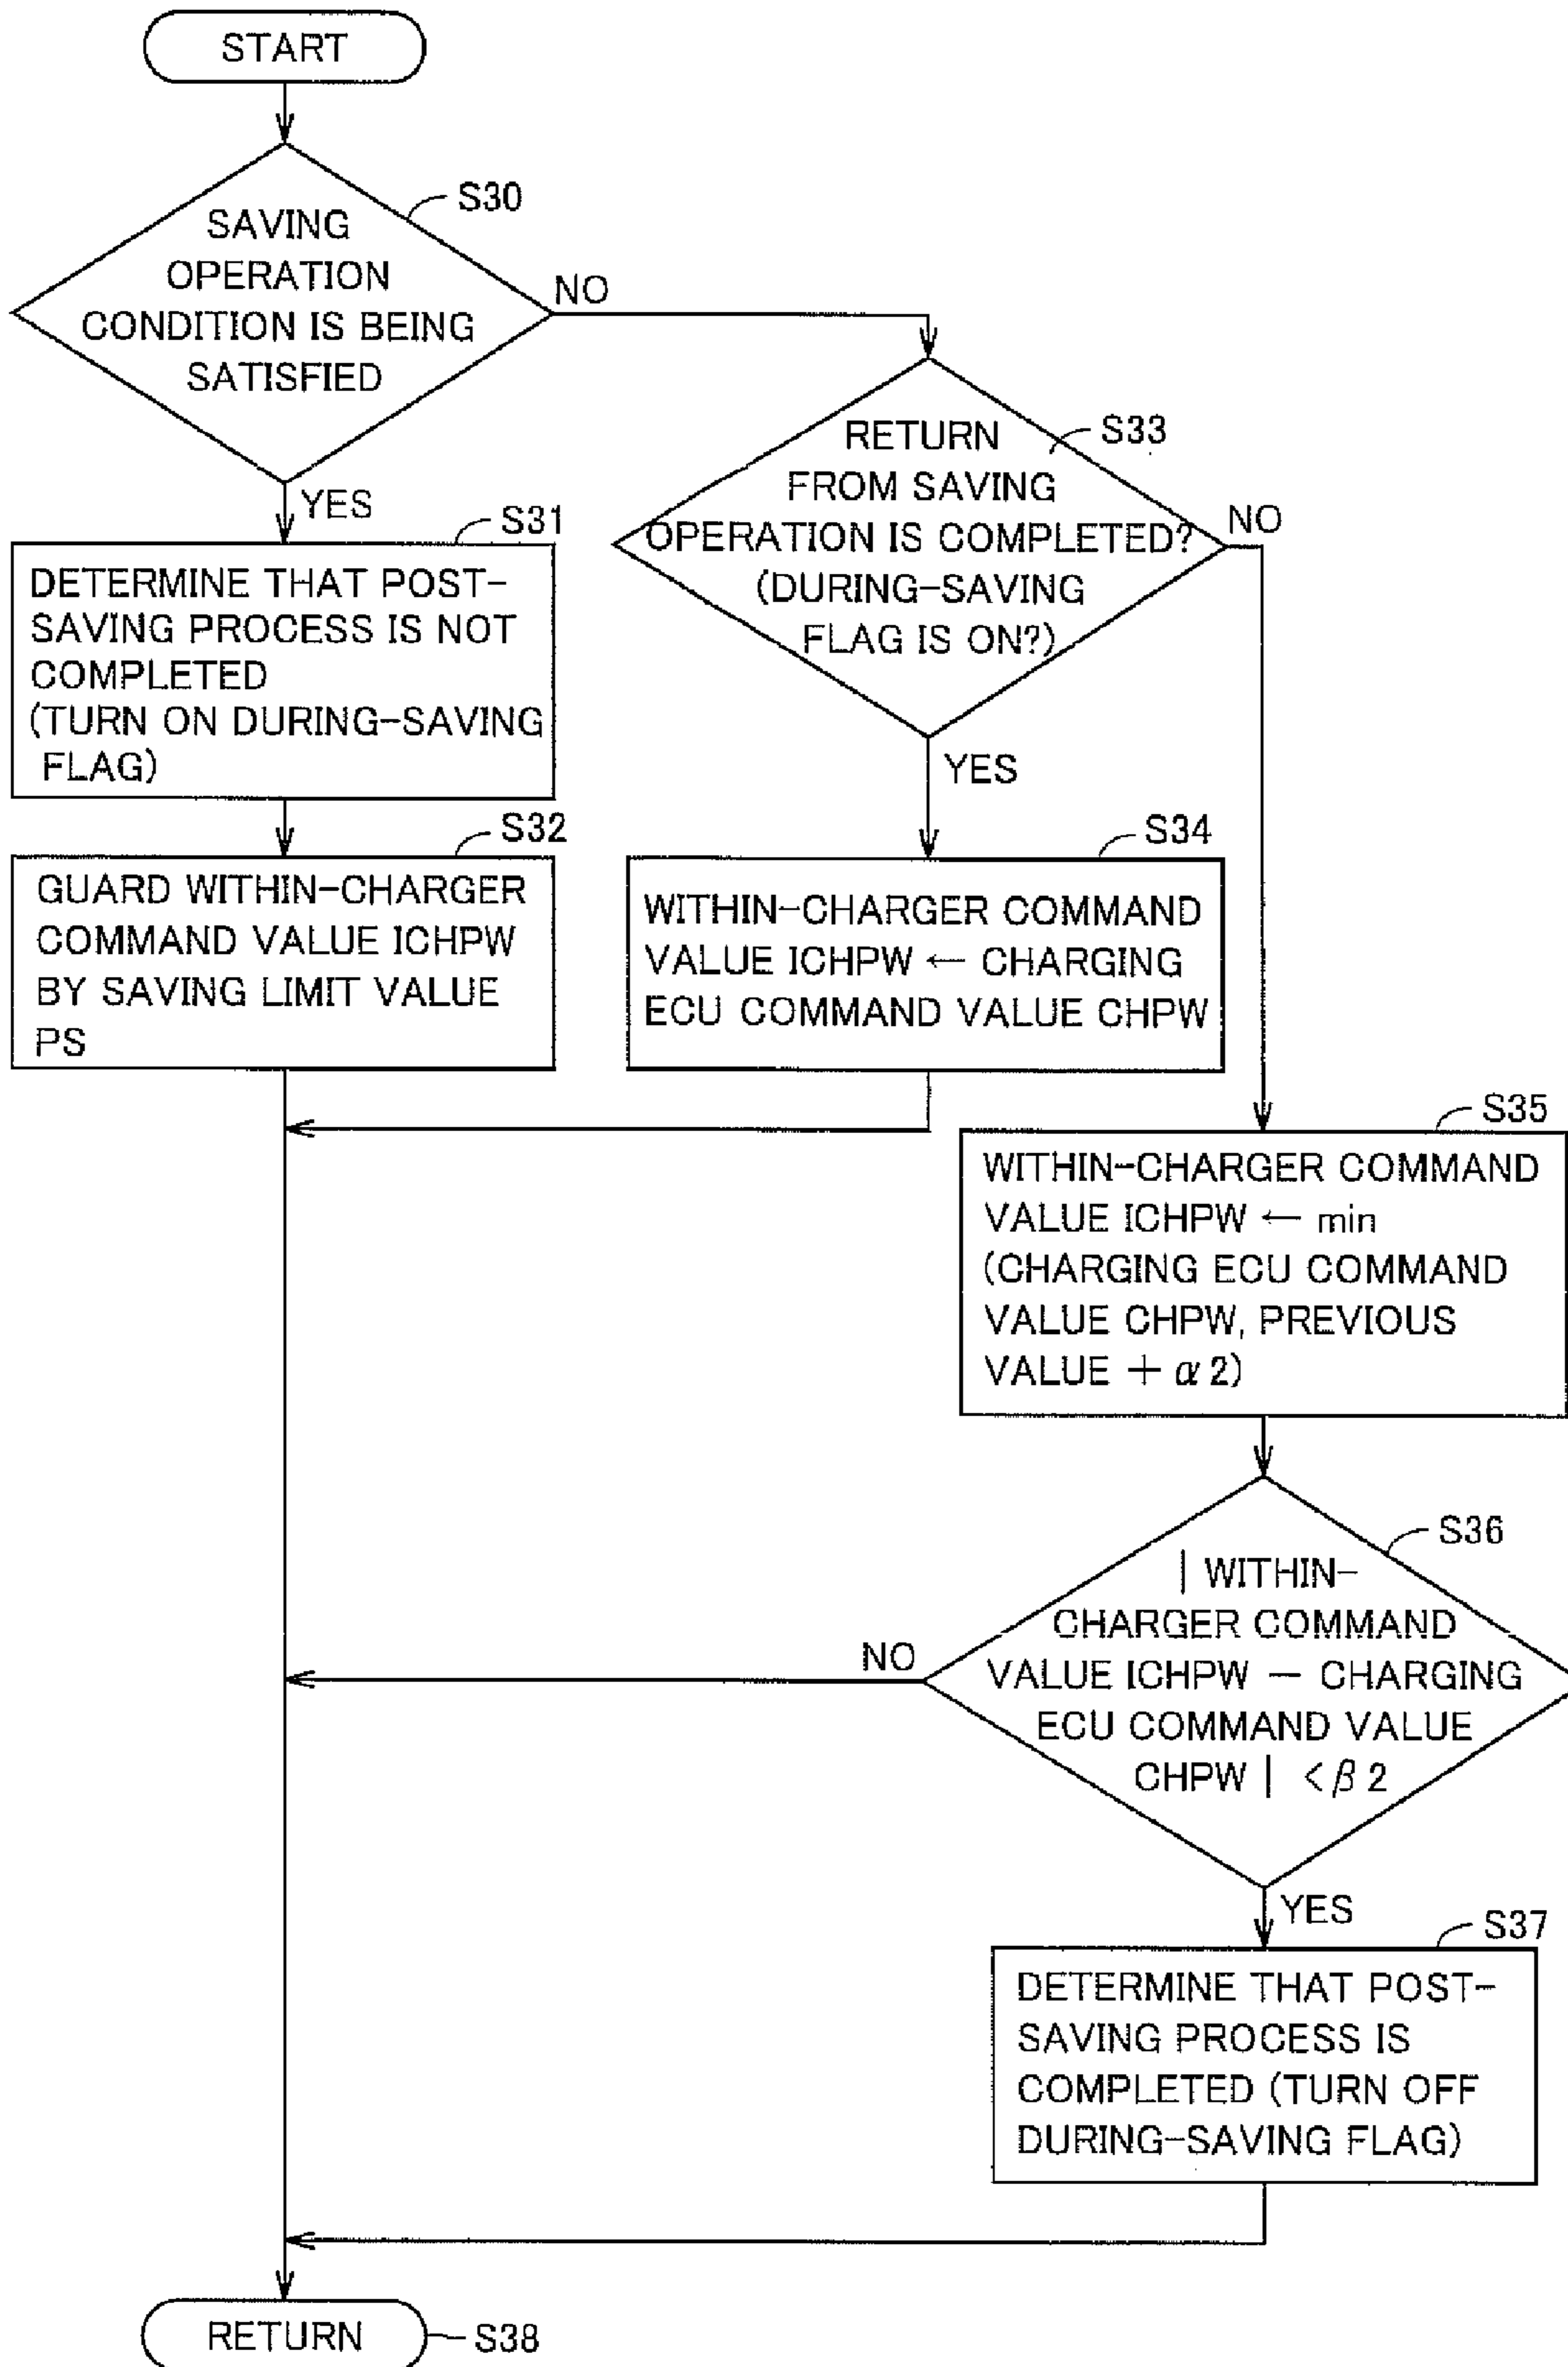 START
S30
SAVING
OPERATION
CONDITION IS BEING
SATISFIED
NO
YES
S31
DETERMINE THAT POST-
SAVING PROCESS IS NOT
COMPLETED
(TURN ON DURING-SAVING
FLAG)
S32
GUARD WITHIN-CHARGER
COMMAND VALUE ICHPW
BY SAVING LIMIT VALUE
PS
S33
RETURN
FROM SAVING
OPERATION IS COMPLETED?
(DURING-SAVING
FLAG IS ON?)
NO
YES
S34
WITHIN-CHARGER COMMAND
VALUE ICHPW ← CHARGING
ECU COMMAND VALUE CHPW
S35
WITHIN-CHARGER COMMAND
VALUE ICHPW ← min
(CHARGING ECU COMMAND
VALUE CHPW, PREVIOUS
VALUE + α2)
S36
| WITHIN-
CHARGER COMMAND
VALUE ICHPW − CHARGING
ECU COMMAND VALUE
CHPW | <β2
NO
YES
S37
DETERMINE THAT POST-
SAVING PROCESS IS
COMPLETED (TURN OFF
DURING-SAVING FLAG)
RETURN
S38